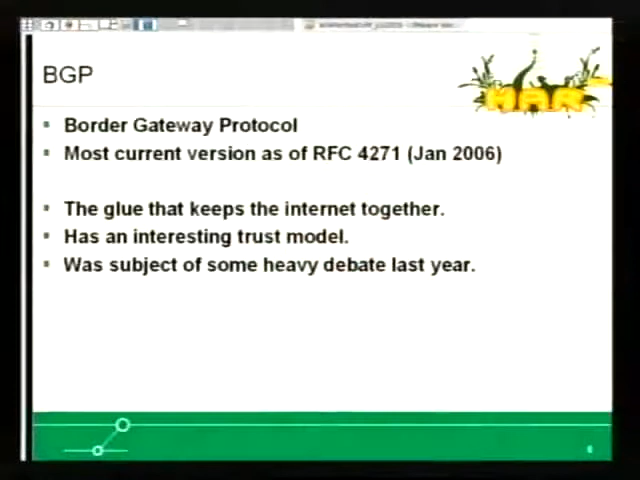 BGP
HAR
Border Gateway Protocol
Most current version as of RFC 4271 (Jan 2006)
The glue that keeps the internet together.
Has an interesting trust model.
Was subject of some heavy debate last year.